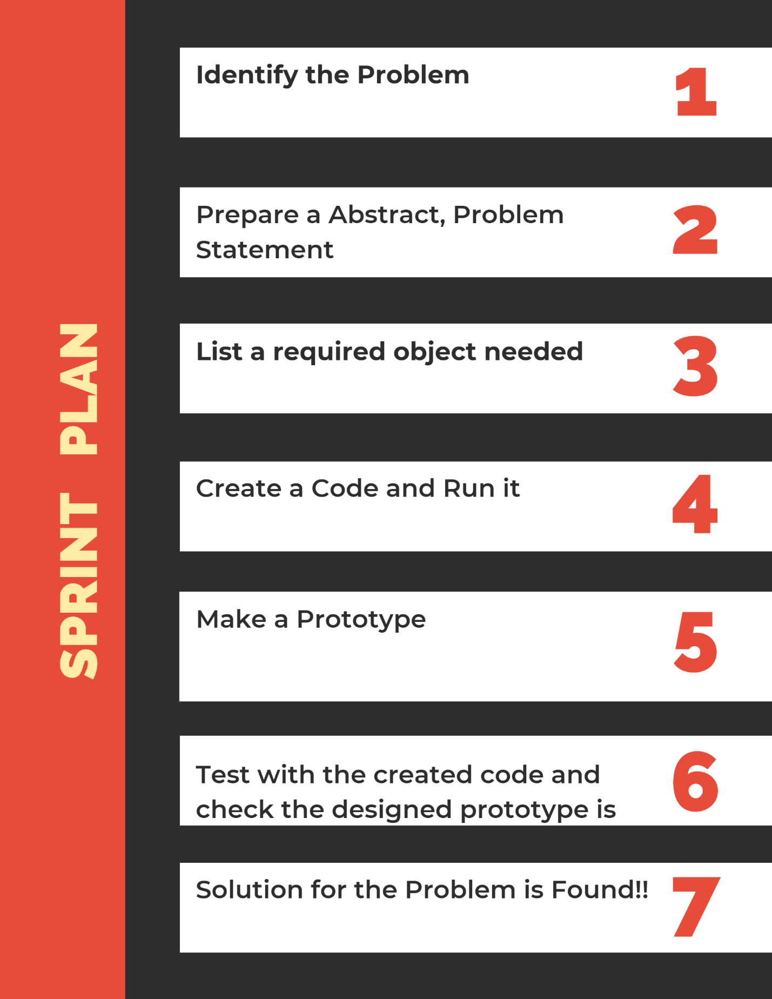 SPRINT PLAN
Identify the Problem
1
Prepare a Abstract, Problem
Statement
2
List a required object needed
3
Create a Code and Run it
4
Make a Prototype
5
Test with the created code and
check the designed prototype is
6
Solution for the Problem is Found!!
7